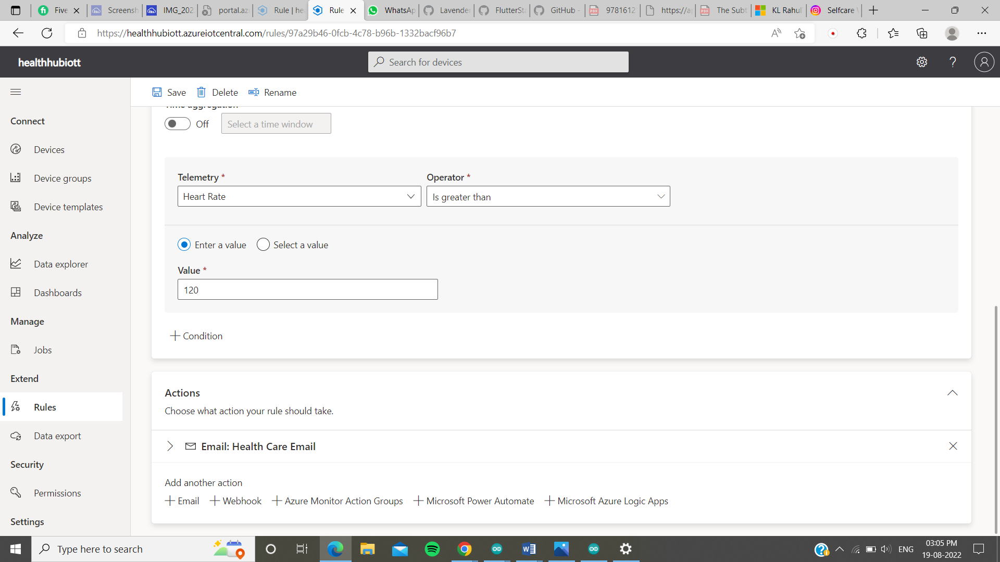 Five
Screensh
IMG_202
portal.az
Rule | he
Rule
WhatsAp
Lavende
FlutterSta
GitHub -
9781612
https://a
The Subt
KL Rahul
Selfcare
https://healthhubiott.azureiotcentral.com/rules/97a29b46-0fcb-4c78-b96b-1332bacf96b7
healthhubiott
Search for devices
Save
Delete
Rename
Time aggregation
Off
Select a time window
Connect
Devices
Device groups
Device templates
Analyze
Data explorer
Dashboards
Manage
Jobs
Extend
Rules
Data export
Security
Permissions
Settings
Telemetry *
Operator *
Heart Rate
Is greater than
Enter a value
Select a value
Value *
120
Condition
Actions
Choose what action your rule should take.
Email: Health Care Email
Add another action
Email
Webhook
Azure Monitor Action Groups
Microsoft Power Automate
Microsoft Azure Logic Apps
Type here to search
ENG
03:05 PM
19-08-2022